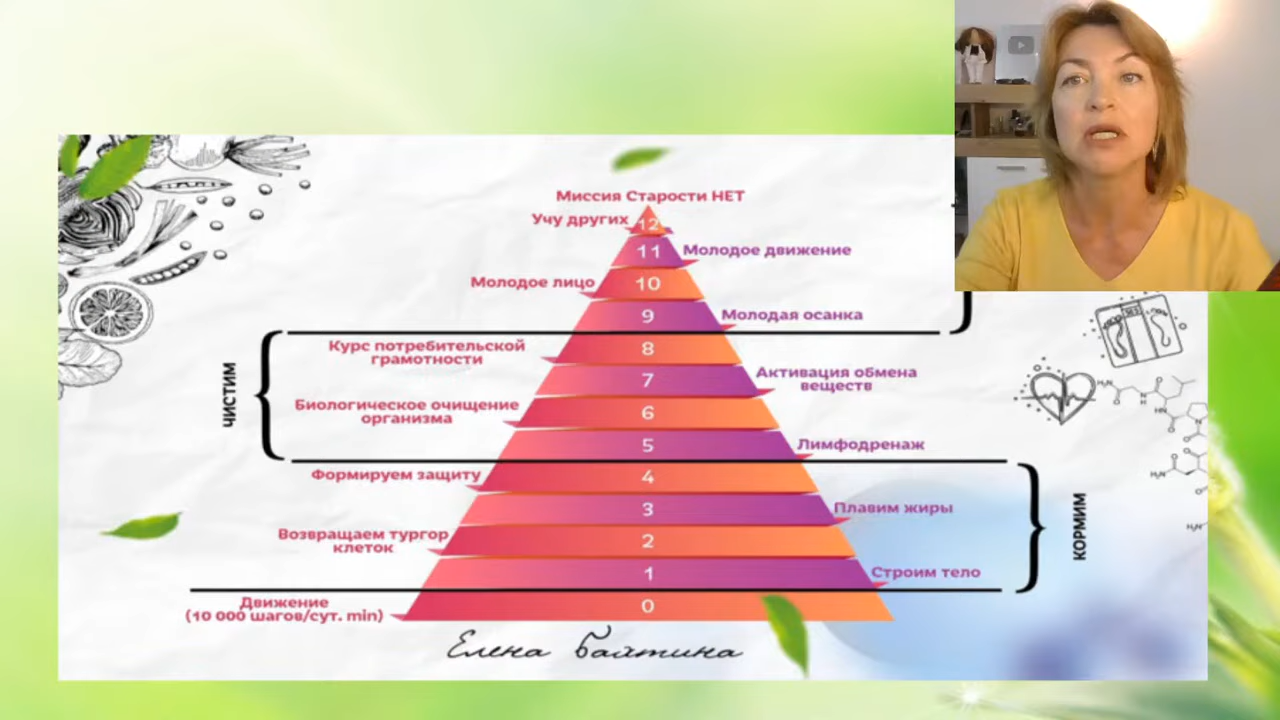 Миссия Старости НЕТ
Учу других
12
11
Молодое движение
Молодое лицо
10
9
Молодая осанка
Курс потребительской
грамотности
8
7
Активация обмена
веществ
ЧИСТИМ
Биологическое очищение
организма
6
5
Лимфодренаж
Формируем защиту
4
3
Плавим жиры
КОРМИМ
Возвращаем тургор
клеток
2
1
Строим тело
Движение
(10 000 шагов/сут. min)
0
Елена Бахтина